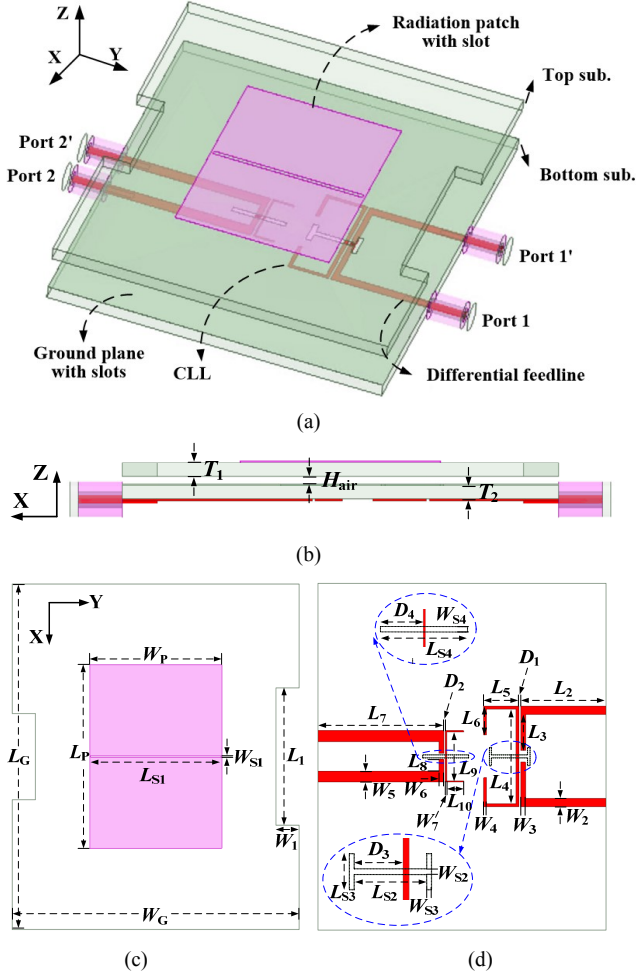 Z
X
Y
Radiation patch
with slot
Top sub.
Bottom sub.
Port 2'
Port 2
Port 1'
Port 1
Ground plane
with slots
CLL
Differential feedline
(a)
Z
X
T1
Hair
T2
(b)
Y
X
WP
LP
LG
WS1
LS1
L1
W1
WG
(c)
D4
WS4
LS4
D1
D2
L5
L2
L7
L6
L3
L8
L9
L4
W5
W6
L10
W7
W4
W3
W2
D3
LS3
LS2
WS2
WS3
(d)